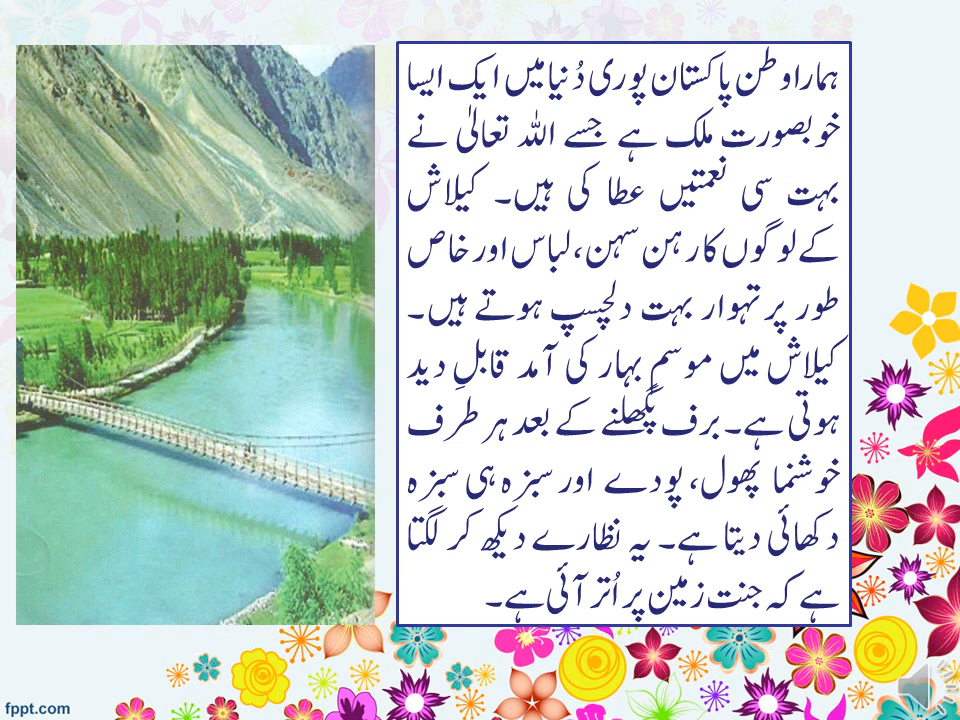 ہمارا وطن پاکستان پوری دُنیا میں ایک ایسا
خوبصورت ملک ہے جسے اللہ تعالیٰ نے
بہت سی نعمتیں عطا کی ہیں۔ کیلاش
کے لوگوں کا رہن سہن، لباس اور خاص
طور پر تہوار بہت دلچسپ ہوتے ہیں۔
کیلاش میں موسمِ بہار کی آمد قابلِ دید
ہوتی ہے۔ برف پگھلنے کے بعد ہر طرف
خوشنما پھول، پودے اور سبزہ ہی سبزہ
دکھائی دیتا ہے۔ یہ نظارے دیکھ کر لگتا
ہے کہ جنت زمین پر اُتر آئی ہے۔
fppt.com